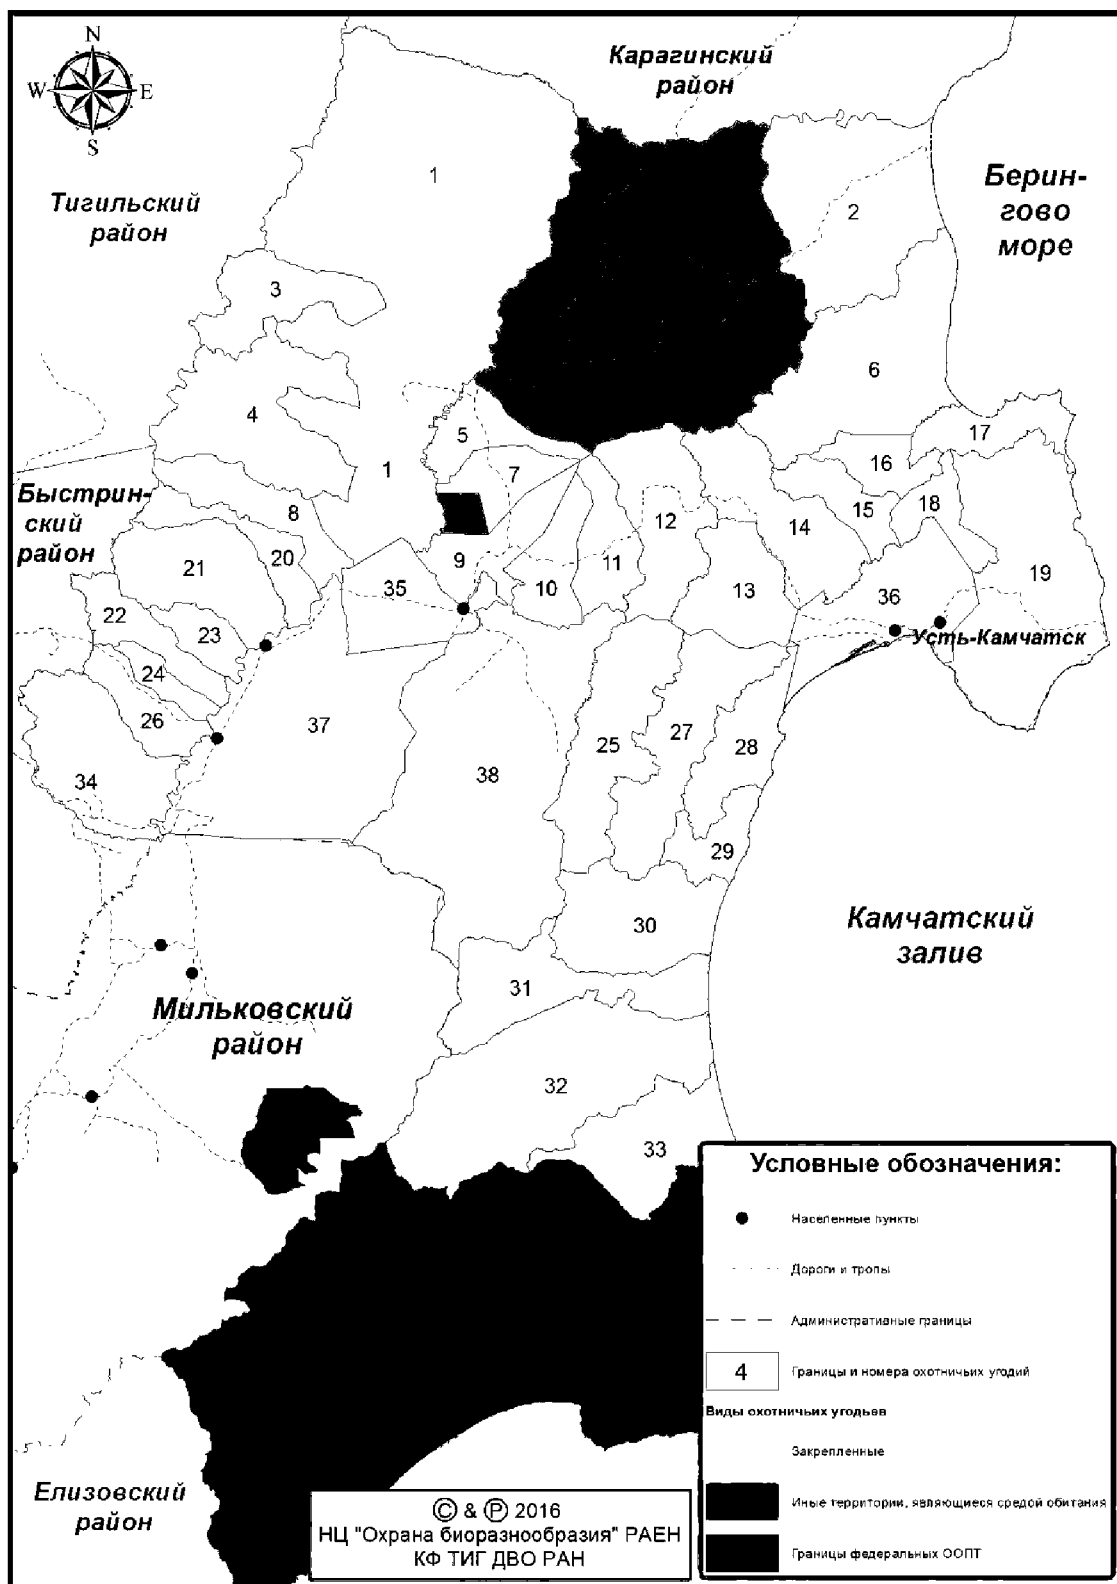 N
W
E
S
Карагинский
район
Тигильский
район
Берин-
гово
море
1
2
3
4
5
6
1
7
17
16
Быстрин-
ский
район
8
9
10
11
12
13
14
15
18
19
20
21
22
23
24
35
36
Усть-Камчатск
26
34
37
38
25
27
28
29
30
31
32
33
Камчатский
залив
Мильковский
район
Елизовский
район
Условные обозначения:
Населенные пункты
Дороги и тропы
Административные границы
4
Границы и номера охотничьих угодий
Виды охотничьих угодьев
Закрепленные
Иные территории, являющиеся средой обитания
Границы федеральных ООПТ
© & Ⓟ 2016
НЦ "Охрана биоразнообразия" РАЕН
КФ ТИГ ДВО РАН